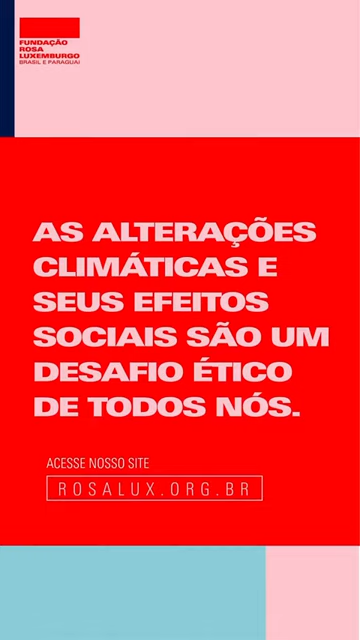 FUNDAÇÃO
ROSA
LUXEMBURGO
BRASIL E PARAGUAI
AS ALTERAÇÕES
CLIMÁTICAS E
SEUS EFEITOS
SOCIAIS SÃO UM
DESAFIO ÉTICO
DE TODOS NÓS.
ACESSE NOSSO SITE
ROSALUX.ORG.BR